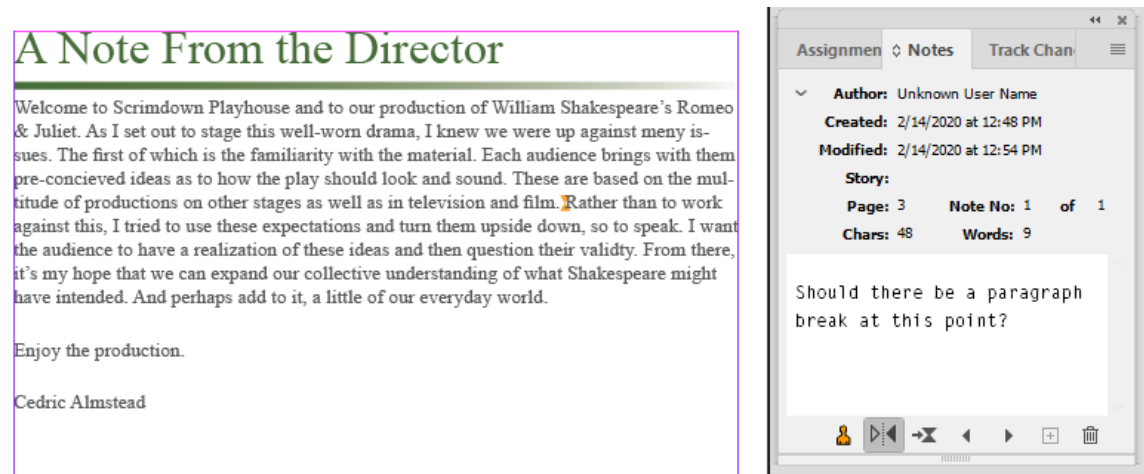 A Note From the Director
Welcome to Scrimdown Playhouse and to our production of William Shakespeare’s Romeo
& Juliet. As I set out to stage this well-worn drama, I knew we were up against meny is-
sues. The first of which is the familiarity with the material. Each audience brings with them
pre-concieved ideas as to how the play should look and sound. These are based on the mul-
titude of productions on other stages as well as in television and film. Rather than to work
against this, I tried to use these expectations and turn them upside down, so to speak. I want
the audience to have a realization of these ideas and then question their validty. From there,
it’s my hope that we can expand our collective understanding of what Shakespeare might
have intended. And perhaps add to it, a little of our everyday world.
Enjoy the production.
Cedric Almstead
Assignmen Notes Track Chan
Author: Unknown User Name
Created: 2/14/2020 at 12:48 PM
Modified: 2/14/2020 at 12:54 PM
Story:
Page: 3 Note No: 1 of 1
Chars: 48 Words: 9
Should there be a paragraph
break at this point?